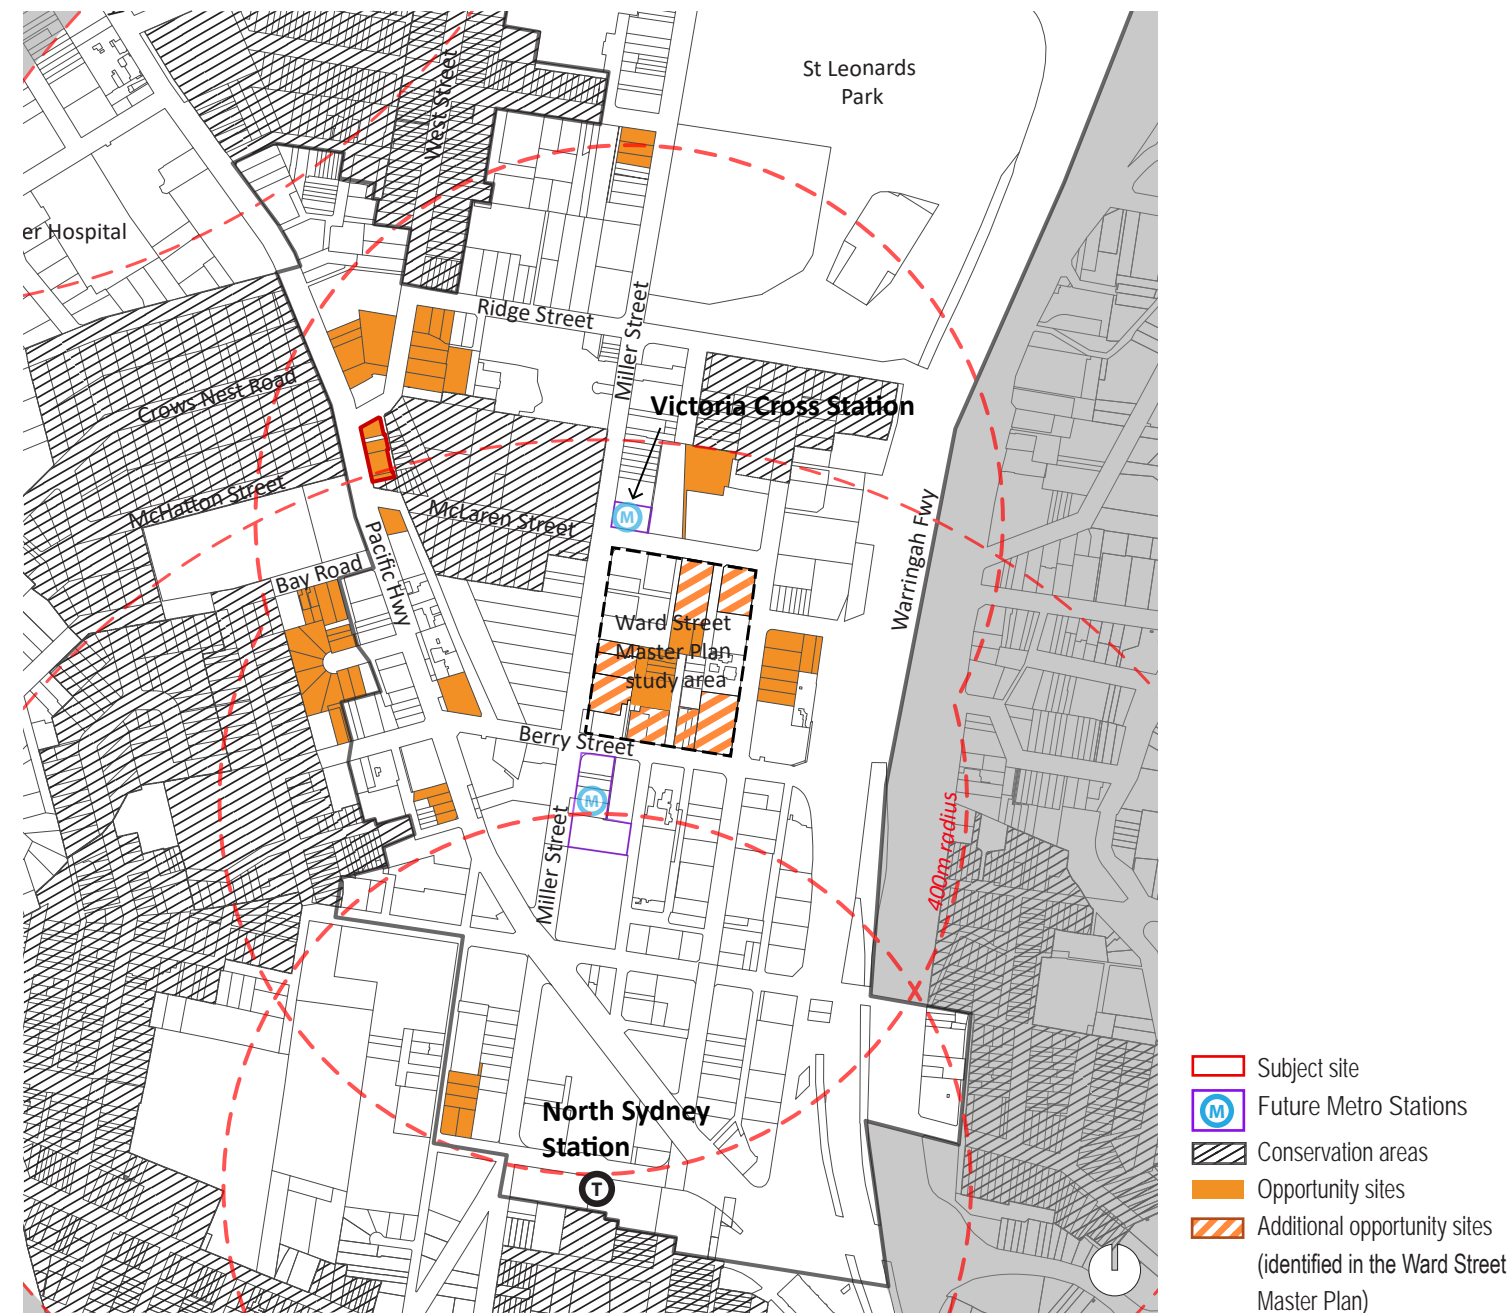 St Leonards
Park
West Street
er Hospital
Ridge Street
Miller Street
Crows Nest Road
Victoria Cross Station
McHatton Street
McLaren Street
M
Warringah Fwy
Pacific Hwy
Bay Road
Ward Street
Master Plan
study area
Berry Street
M
Miller Street
400m radius
North Sydney
Station
T
Subject site
M
Future Metro Stations
Conservation areas
Opportunity sites
Additional opportunity sites
(identified in the Ward Street
Master Plan)